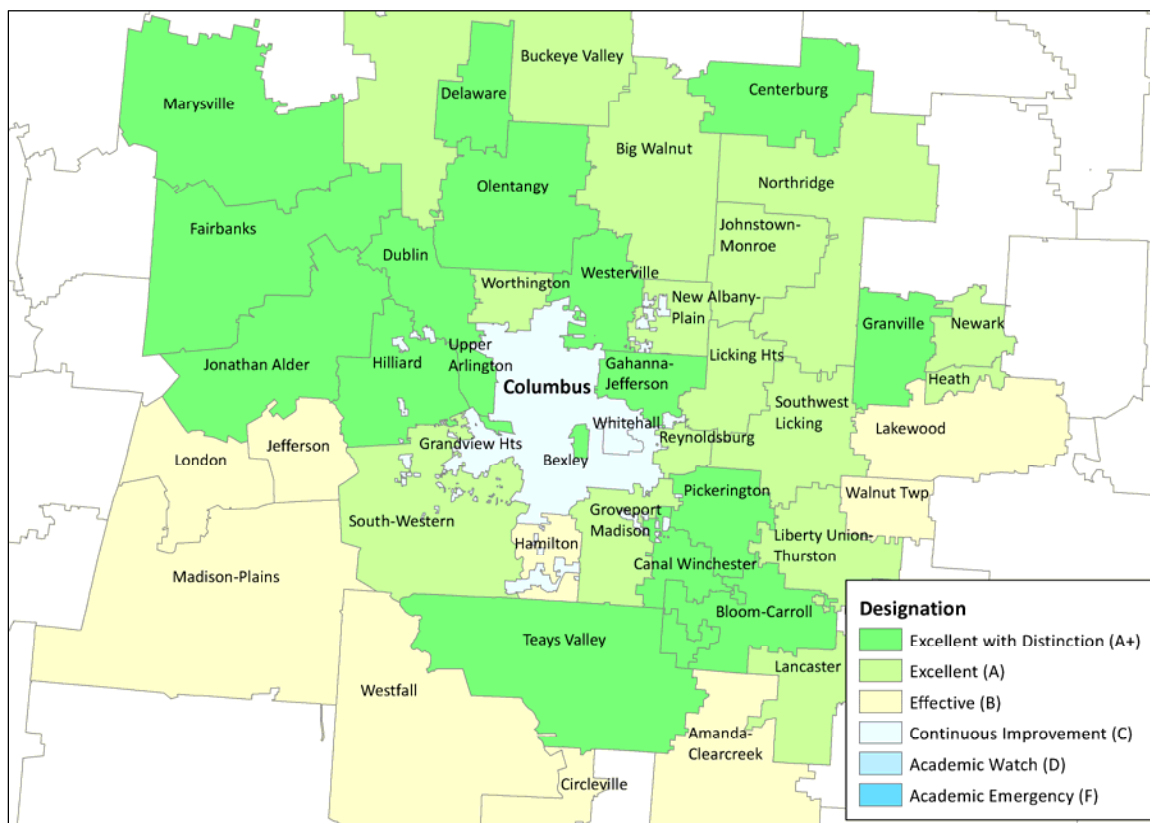 Buckeye Valley
Marysville
Delaware
Centerburg
Big Walnut
Olentangy
Northridge
Fairbanks
Johnstown-
Monroe
Dublin
Worthington
Westerville
New Albany-
Plain
Granville
Newark
Upper
Arlington
Jonathan Alder
Hilliard
Gahanna-
Jefferson
Licking Hts
Heath
Columbus
Southwest
Licking
Whitehall
Lakewood
Jefferson
Grandview Hts
Reynoldsburg
London
Bexley
Pickerington
Walnut Twp
South-Western
Groveport
Madison
Hamilton
Liberty Union-
Thurston
Canal Winchester
Madison-Plains
Bloom-Carroll
Teays Valley
Lancaster
Westfall
Amanda-
Clearcreek
Circleville
Designation
Excellent with Distinction (A+)
Excellent (A)
Effective (B)
Continuous Improvement (C)
Academic Watch (D)
Academic Emergency (F)